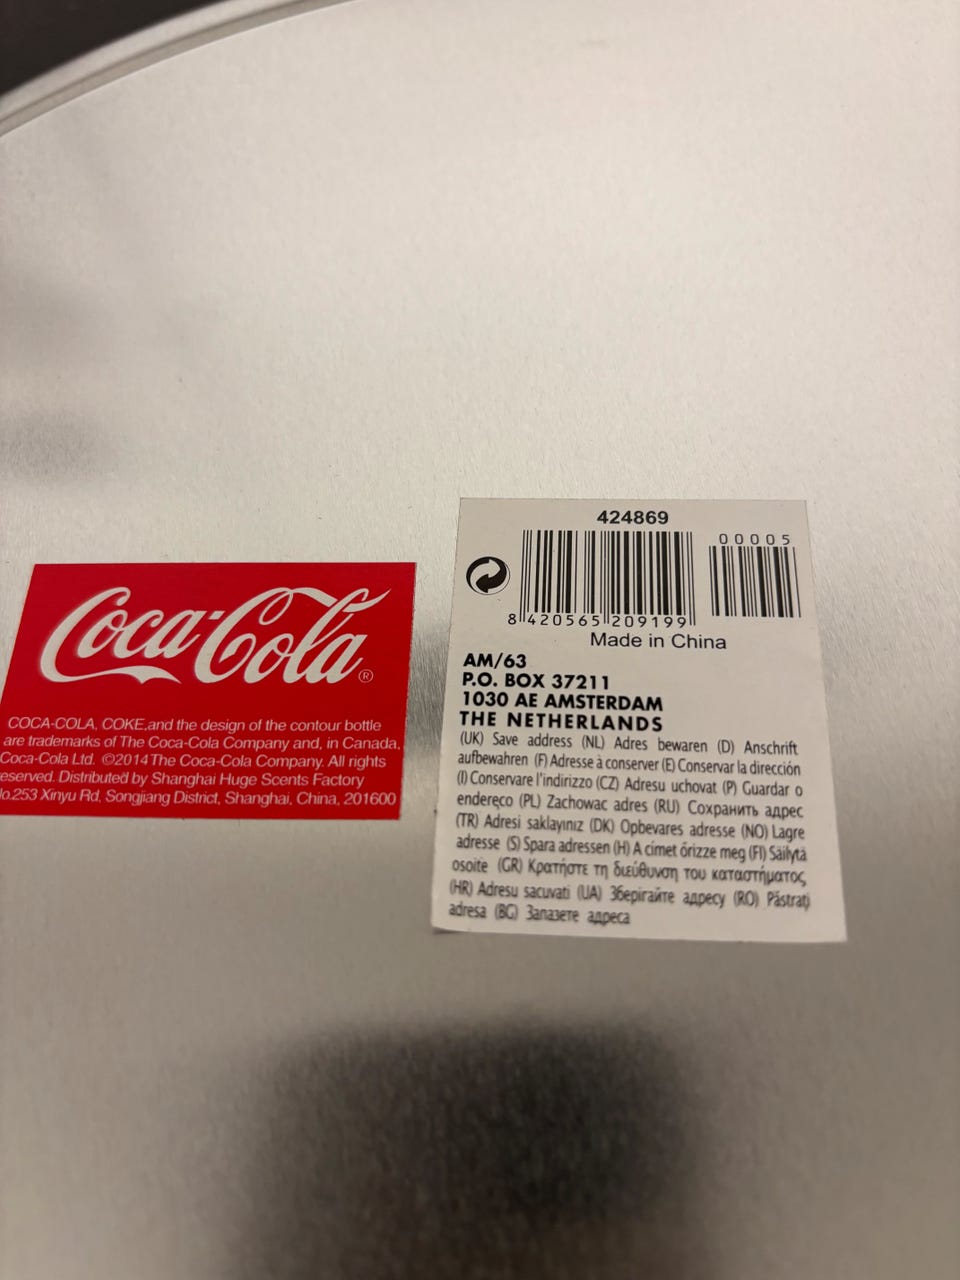 Coca-Cola®
COCA-COLA, COKE,and the design of the contour bottle
are trademarks of The Coca-Cola Company and, in Canada,
Coca-Cola Ltd. ©2014 The Coca-Cola Company. All rights
reserved. Distributed by Shanghai Huge Scents Factory
No.253 Xinyu Rd, Songjiang District, Shanghai, China, 201600
424869
00005
8 420565 209199
Made in China
AM/63
P.O. BOX 37211
1030 AE AMSTERDAM
THE NETHERLANDS
(UK) Save address (NL) Adres bewaren (D) Anschrift
aufbewahren (F) Adresse à conserver (E) Conservar la dirección
(I) Conservare l'indirizzo (CZ) Adresu uchovat (P) Guardar o
endereço (PL) Zachowac adres (RU) Сохранить адрес
(TR) Adresi saklayınız (DK) Opbevares adresse (NO) Lagre
adresse (S) Spara adressen (H) A cimet őrizze meg (FI) Säilytä
osoite (GR) Κρατήστε τη διεύθυνση του καταστήματος
(HR) Adresu sacuvati (UA) Зберігайте адресу (RO) Păstrați
adresa (BG) Запазете адреса